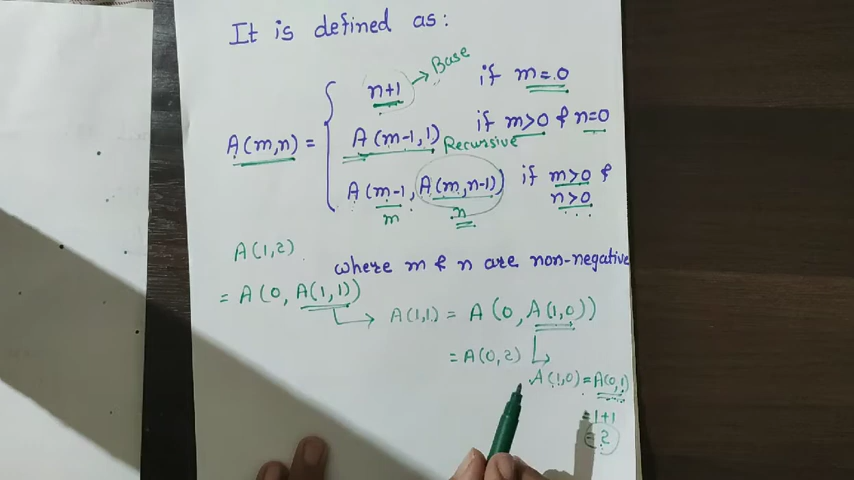 It is defined as:
n+1 → Base if m=0
A(m,n) = { A(m-1,1) if m>0 & n=0
Recursive
A(m-1, A(m,n-1)) if m>0 &
n>0
m n
A(1,2)
where m & n are non-negative
= A(0, A(1,1))
A(1,1) = A(0, A(1,0))
= A(0,2)
A(1,0) = A(0,1)
= 1+1
= 2